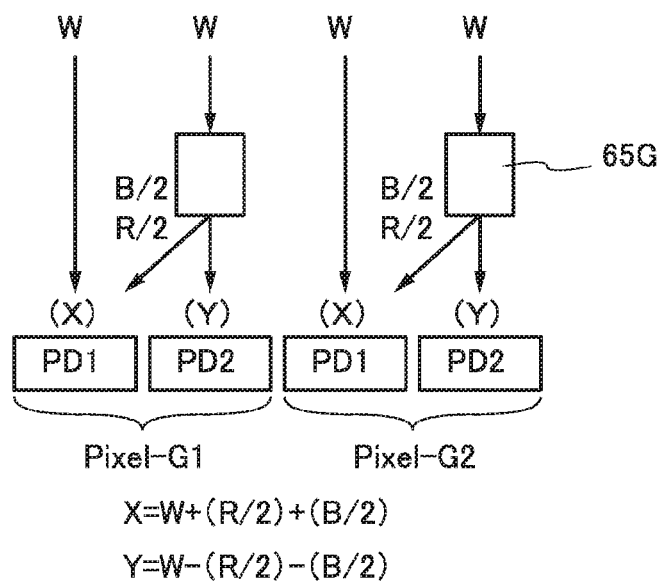 W W W W
65G
B/2 B/2
R/2 R/2
(X) (Y) (X) (Y)
PD1 PD2 PD1 PD2
Pixel-G1 Pixel-G2
X=W+(R/2)+(B/2)
Y=W-(R/2)-(B/2)